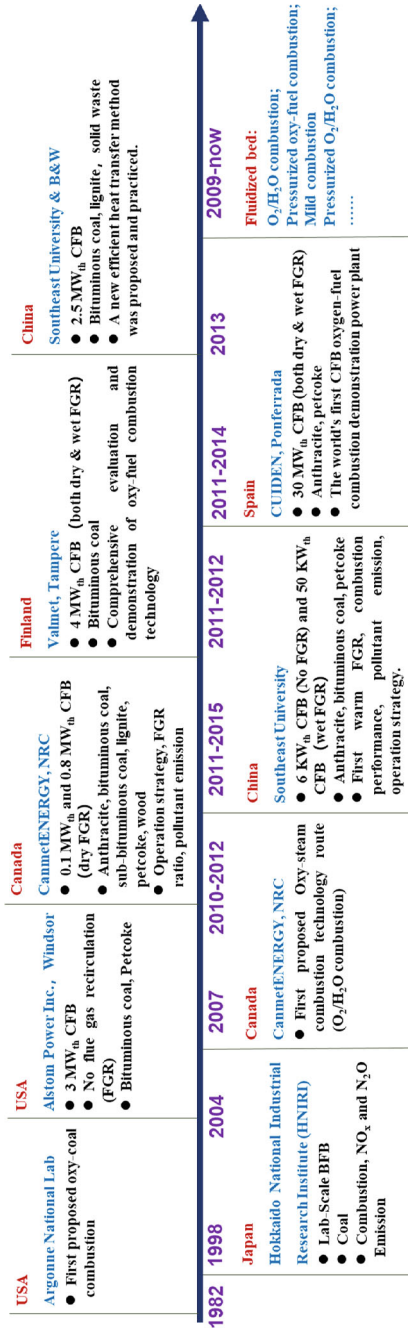 USA
Argonne National Lab
● First proposed oxy-coal
combustion
USA
Alstom Power Inc., Windsor
● 3 MWth CFB
● No flue gas recirculation
(FGR)
● Bituminous coal, Petcoke
Canada
CanmetENERGY, NRC
● 0.1 MWth and 0.8 MWth CFB
(dry FGR)
● Anthracite, bituminous coal,
sub-bituminous coal, lignite,
petcoke, wood
● Operation strategy, FGR
ratio, pollutant emission
Finland
Valmet, Tampere
● 4 MWth CFB (both dry & wet FGR)
● Bituminous coal
● Comprehensive evaluation and
demonstration of oxy-fuel combustion
technology
China
Southeast University & B&W
● 2.5 MWth CFB
● Bituminous coal, lignite, solid waste
● A new efficient heat transfer method
was proposed and practiced.
1982 1998 2004 2007 2010-2012 2011-2015 2011-2012 2011-2014 2013 2009-now
Japan
Hokkaido National Industrial
Research Institute (HNIRI)
● Lab-Scale BFB
● Coal
● Combustion, NOx and N2O
Emission
Canada
CanmetENERGY, NRC
● First proposed Oxy-steam
combustion technology route
(O2/H2O combustion)
China
Southeast University
● 6 KWth CFB (No FGR) and 50 KWth
CFB (wet FGR)
● Anthracite, bituminous coal, petcoke
● First warm FGR, combustion
performance, pollutant emission,
operation strategy.
Spain
CUIDEN, Ponferrada
● 30 MWth CFB (both dry & wet FGR)
● Anthracite, petcoke
● The world's first CFB oxygen-fuel
combustion demonstration power plant
Fluidized bed:
O2/H2O combustion;
Pressurized oxy-fuel combustion;
Mild combustion
Pressurized O2/H2O combustion
……